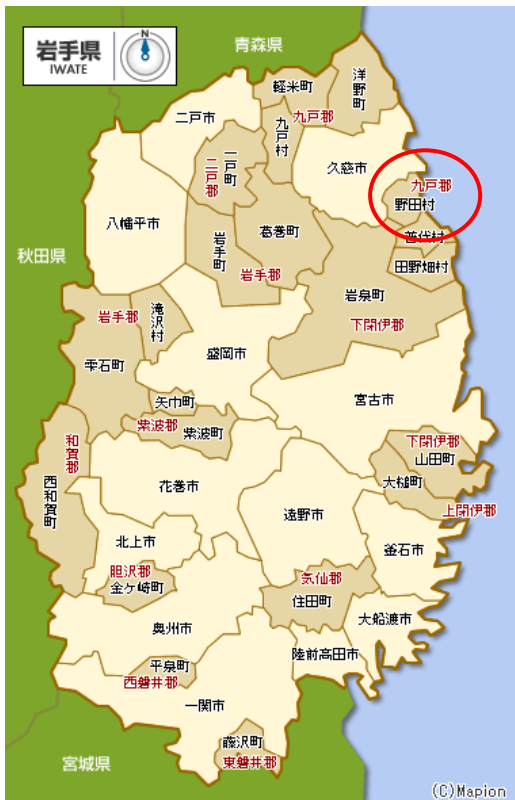 岩手県
IWATE
青森県
洋野町
軽米町
九戸郡
二戸市
九戸村
一戸町
二戸郡
久慈市
九戸郡
野田村
八幡平市
葛巻町
岩手町
普代村
秋田県
岩手郡
田野畑村
岩泉町
岩手郡
滝沢村
下閉伊郡
盛岡市
雫石町
矢巾町
宮古市
紫波郡
紫波町
和賀郡
下閉伊郡
山田町
西和賀町
花巻市
大槌町
遠野市
上閉伊郡
北上市
釜石市
胆沢郡
金ケ崎町
気仙郡
住田町
大船渡市
奥州市
陸前高田市
平泉町
西磐井郡
一関市
藤沢町
東磐井郡
宮城県
(C)Mapion